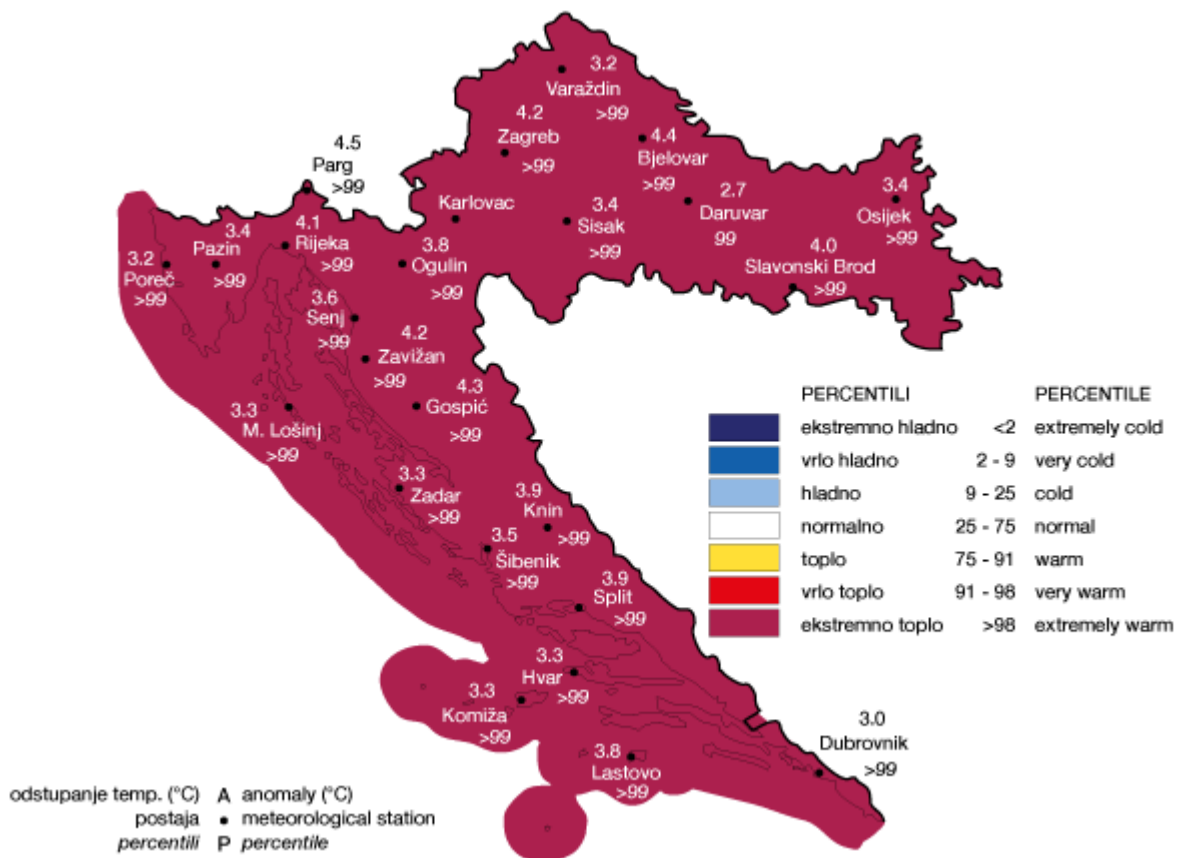 3.2
Varaždin
>99
4.2
Zagreb
>99
4.4
Bjelovar
>99
4.5
Parg
>99
2.7
Daruvar
99
3.4
Osijek
>99
Karlovac
3.4
Sisak
>99
4.0
Slavonski Brod
>99
3.2
Poreč
>99
3.4
Pazin
>99
4.1
Rijeka
>99
3.8
Ogulin
>99
3.6
Senj
>99
4.2
Zavižan
>99
4.3
Gospić
>99
3.3
M. Lošinj
>99
3.3
Zadar
>99
3.9
Knin
>99
3.5
Šibenik
>99
3.9
Split
>99
3.3
Hvar
>99
3.3
Komiža
>99
3.8
Lastovo
>99
3.0
Dubrovnik
>99
PERCENTILI PERCENTILE
ekstremno hladno <2 extremely cold
vrlo hladno 2 - 9 very cold
hladno 9 - 25 cold
normalno 25 - 75 normal
toplo 75 - 91 warm
vrlo toplo 91 - 98 very warm
ekstremno toplo >98 extremely warm
odstupanje temp. (°C) A anomaly (°C)
postaja • meteorological station
percentili P percentile